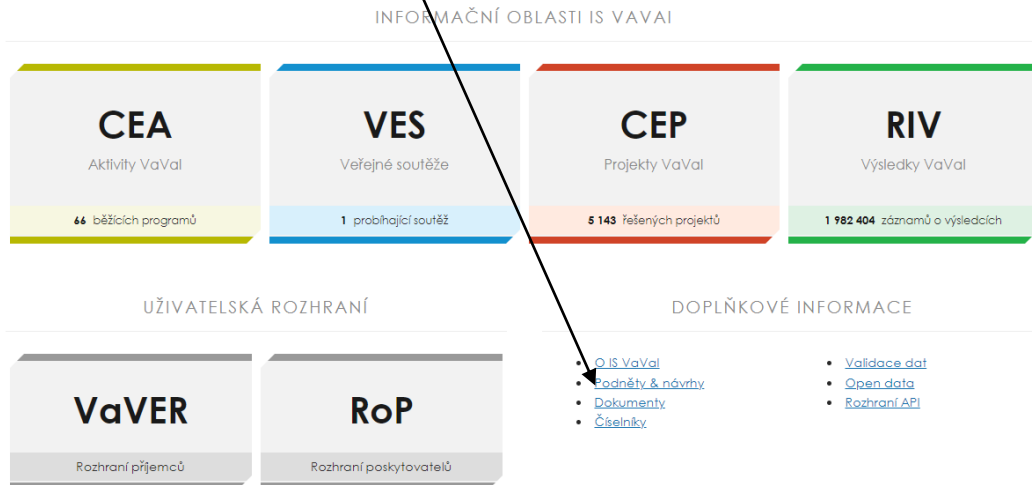 INFORMAČNÍ OBLASTI IS VAVAI
CEA
Aktivity VaVaI
66 běžících programů
VES
Veřejné soutěže
1 probíhající soutěž
CEP
Projekty VaVaI
5 143 řešených projektů
RIV
Výsledky VaVaI
1 982 404 záznamů o výsledcích
UŽIVATELSKÁ ROZHRANÍ
VaVER
Rozhraní příjemců
RoP
Rozhraní poskytovatelů
DOPLŇKOVÉ INFORMACE
• O IS VaVaI
• Podněty & návrhy
• Dokumenty
• Číselníky
• Validace dat
• Open data
• Rozhraní API